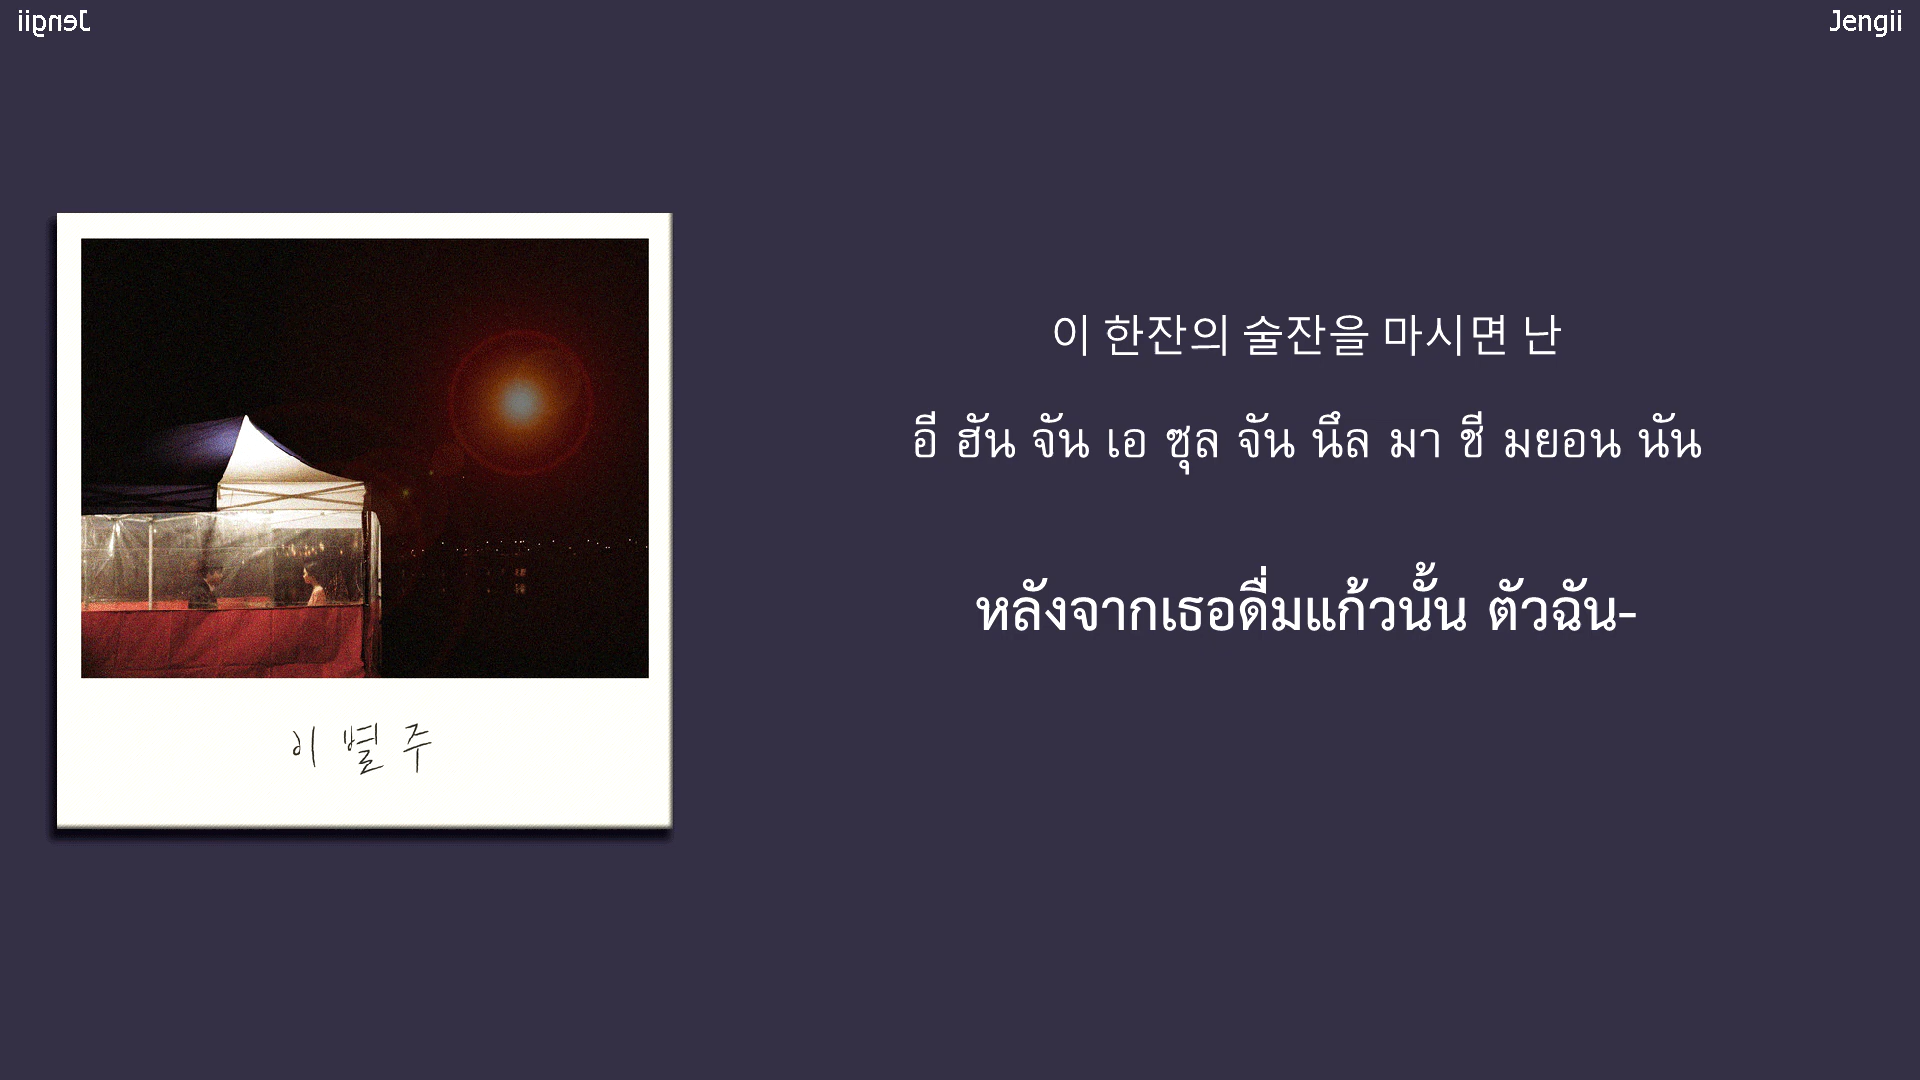 Jengii
Jengii
이 한잔의 술잔을 마시면 난
อี ฮัน จัน เอ ซุล จัน นึล มา ชี มยอน นัน
หลังจากเธอดื่มแก้วนั้น ตัวฉัน-
이 별 주